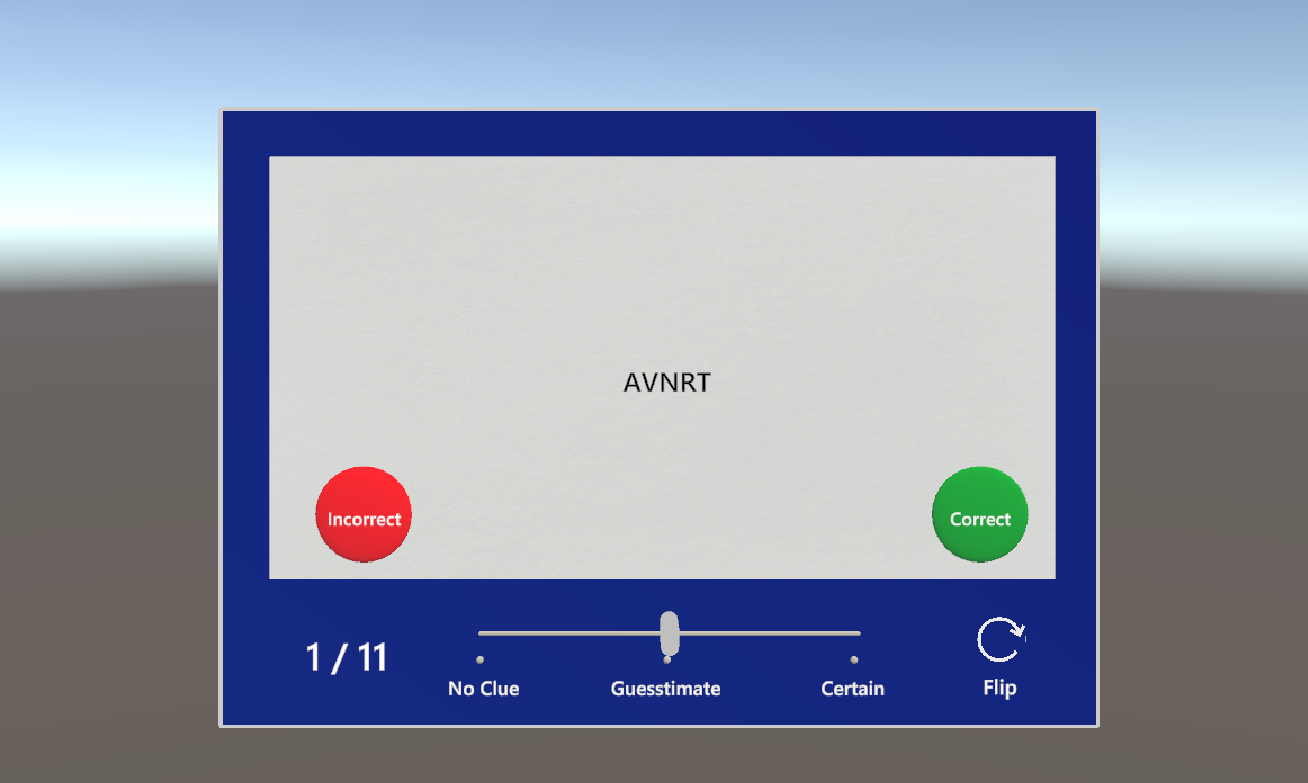 AVNRT
Incorrect
Correct
1 / 11
No Clue
Guesstimate
Certain
Flip